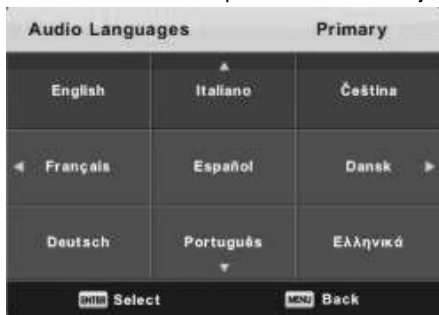 Audio Languages Primary
English Italiano Čeština
Français Español Dansk
Deutsch Português Ελληνικά
ENTER Select MENU Back